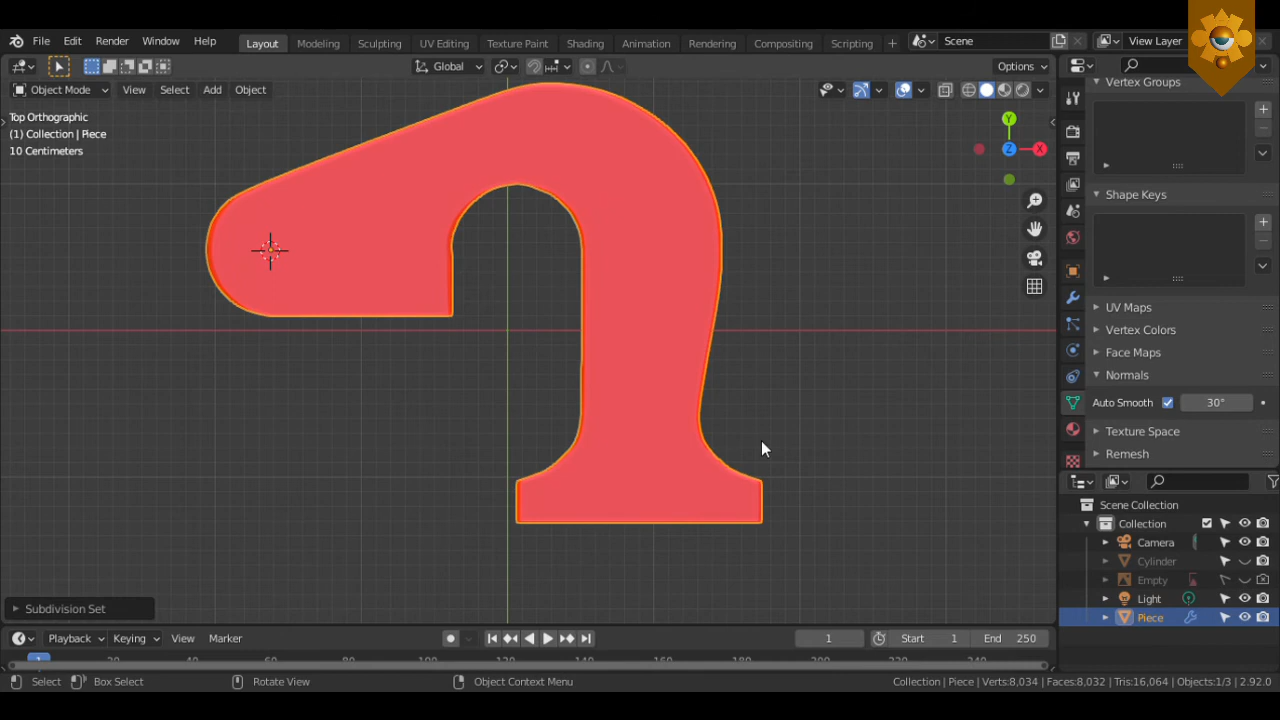 File Edit Render Window Help Layout Modeling Sculpting UV Editing Texture Paint Shading Animation Rendering Compositing Scripting + Scene View Layer
Global Options
Object Mode View Select Add Object
Top Orthographic
(1) Collection | Piece
10 Centimeters
Y
Z X
Vertex Groups
Shape Keys
UV Maps
Vertex Colors
Face Maps
Normals
Auto Smooth 30°
Texture Space
Remesh
Scene Collection
Collection
Camera
Cylinder
Empty
Light
Piece
Subdivision Set
Playback Keying View Marker 1 Start 1 End 250
1
Select Box Select Rotate View Object Context Menu Collection | Piece | Verts:8,034 | Faces:8,032 | Tris:16,064 | Objects:1/3 | 2.92.0